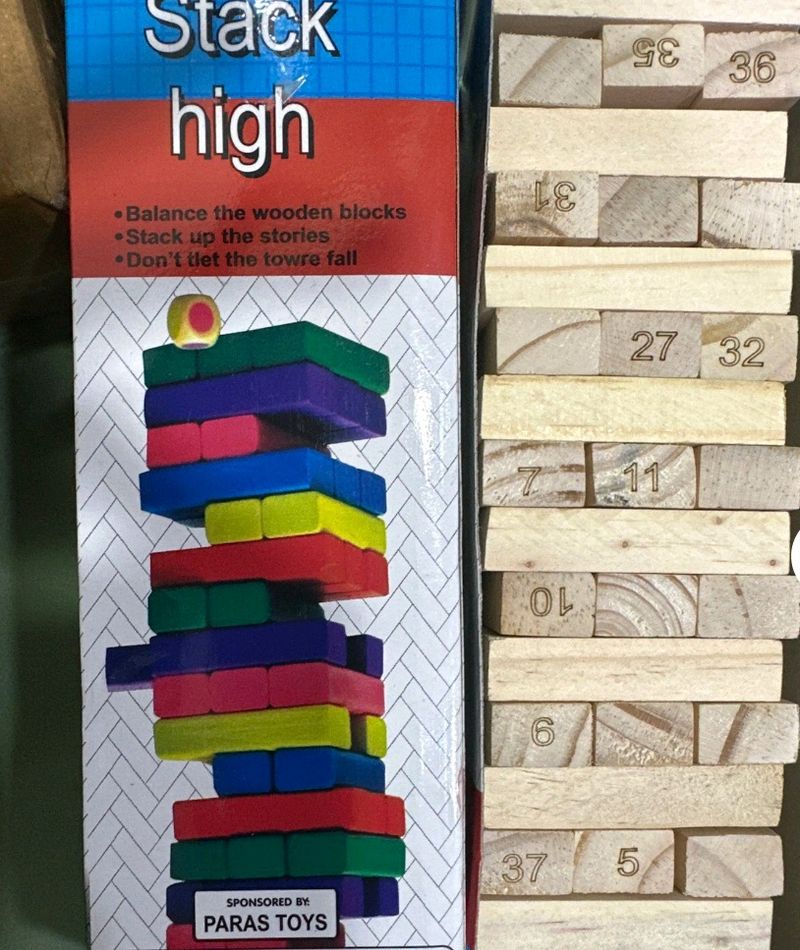 Stack
high
•Balance the wooden blocks
•Stack up the stories
•Don't tlet the towre fall
SPONSORED BY:
PARAS TOYS
35
36
31
27
32
7
11
10
6
37
5